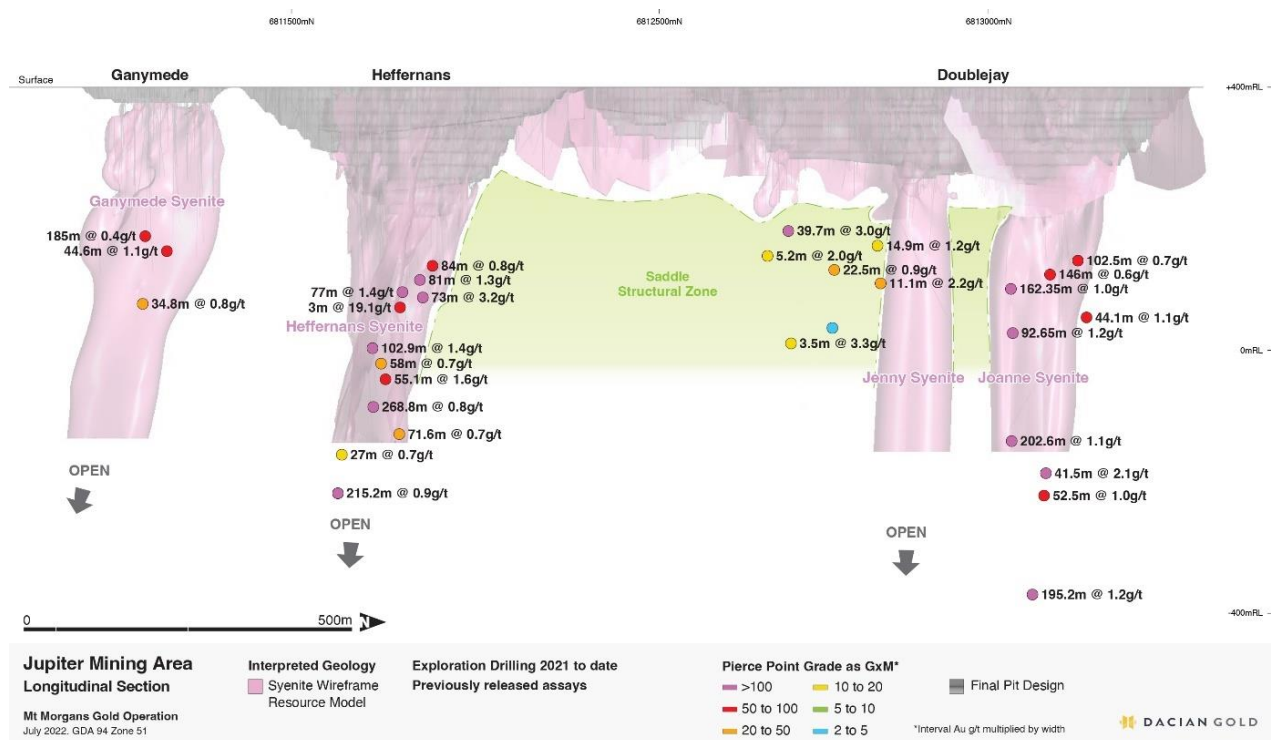 6811500mN
6812500mN
6813000mN
Ganymede
Heffernans
Doublejay
Surface
+400mRL
Ganymede Syenite
185m @ 0.4g/t
44.6m @ 1.1g/t
34.8m @ 0.8g/t
84m @ 0.8g/t
81m @ 1.3g/t
77m @ 1.4g/t
73m @ 3.2g/t
3m @ 19.1g/t
Heffernans Syenite
102.9m @ 1.4g/t
58m @ 0.7g/t
55.1m @ 1.6g/t
268.8m @ 0.8g/t
71.6m @ 0.7g/t
27m @ 0.7g/t
215.2m @ 0.9g/t
Saddle
Structural Zone
39.7m @ 3.0g/t
14.9m @ 1.2g/t
5.2m @ 2.0g/t
22.5m @ 0.9g/t
11.1m @ 2.2g/t
3.5m @ 3.3g/t
102.5m @ 0.7g/t
146m @ 0.6g/t
162.35m @ 1.0g/t
44.1m @ 1.1g/t
92.65m @ 1.2g/t
0mRL
Jenny Syenite
Joanne Syenite
202.6m @ 1.1g/t
41.5m @ 2.1g/t
52.5m @ 1.0g/t
195.2m @ 1.2g/t
OPEN
OPEN
OPEN
-400mRL
0
500m
N
Jupiter Mining Area
Longitudinal Section
Mt Morgans Gold Operation
July 2022. GDA 94 Zone 51
Interpreted Geology
Syenite Wireframe
Resource Model
Exploration Drilling 2021 to date
Previously released assays
Pierce Point Grade as GxM*
>100
50 to 100
20 to 50
10 to 20
5 to 10
2 to 5
Final Pit Design
*Interval Au g/t multiplied by width
DACIAN GOLD